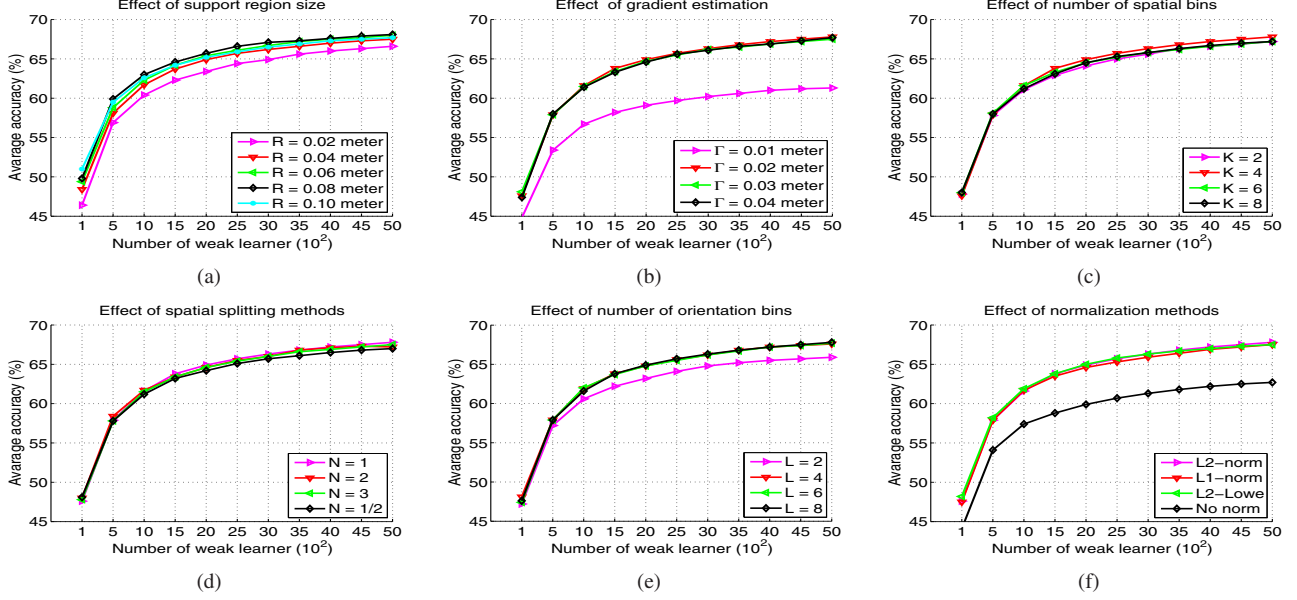 Effect of support region size
Avarage accuracy (%)
70
65
60
55
50
45
R = 0.02 meter
R = 0.04 meter
R = 0.06 meter
R = 0.08 meter
R = 0.10 meter
1 5 10 15 20 25 30 35 40 45 50
Number of weak learner (10²)
(a)
Effect of gradient estimation
Avarage accuracy (%)
70
65
60
55
50
45
Γ = 0.01 meter
Γ = 0.02 meter
Γ = 0.03 meter
Γ = 0.04 meter
1 5 10 15 20 25 30 35 40 45 50
Number of weak learner (10²)
(b)
Effect of number of spatial bins
Avarage accuracy (%)
70
65
60
55
50
45
K = 2
K = 4
K = 6
K = 8
1 5 10 15 20 25 30 35 40 45 50
Number of weak learner (10²)
(c)
Effect of spatial splitting methods
Avarage accuracy (%)
70
65
60
55
50
45
N = 1
N = 2
N = 3
N = 1/2
1 5 10 15 20 25 30 35 40 45 50
Number of weak learner (10²)
(d)
Effect of number of orientation bins
Avarage accuracy (%)
70
65
60
55
50
45
L = 2
L = 4
L = 6
L = 8
1 5 10 15 20 25 30 35 40 45 50
Number of weak learner (10²)
(e)
Effect of normalization methods
Avarage accuracy (%)
70
65
60
55
50
45
L2−norm
L1−norm
L2−Lowe
No norm
1 5 10 15 20 25 30 35 40 45 50
Number of weak learner (10²)
(f)